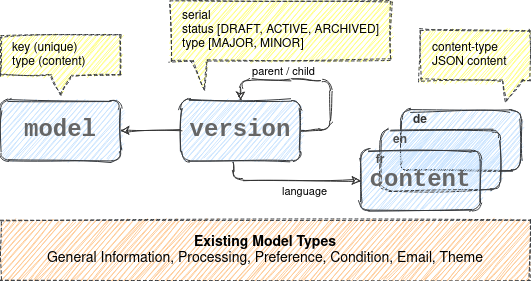 key (unique)
type (content)
serial
status [DRAFT, ACTIVE, ARCHIVED]
type [MAJOR, MINOR]
content-type
JSON content
parent / child
model
version
de
en
fr
content
language
Existing Model Types
General Information, Processing, Preference, Condition, Email, Theme